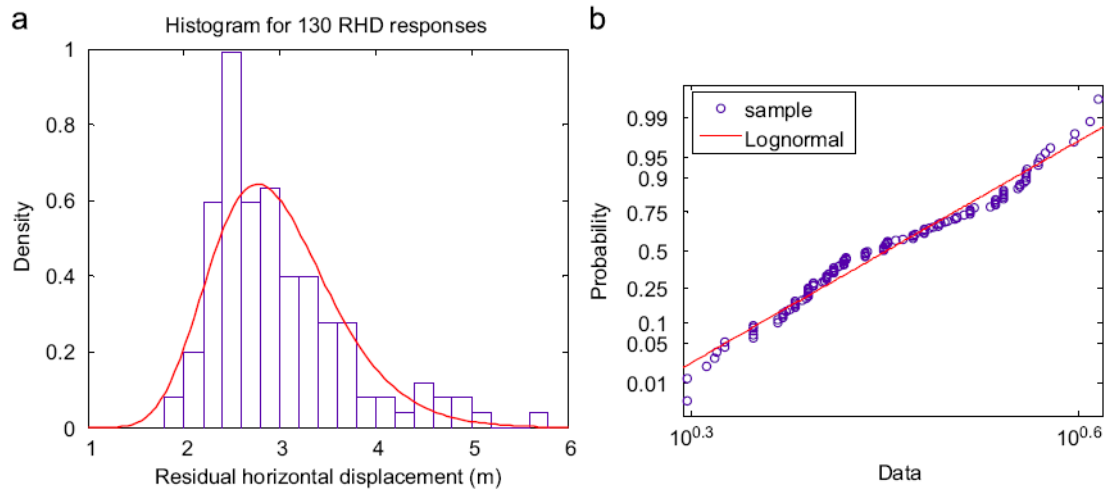 a
Histogram for 130 RHD responses
Density
1
0.8
0.6
0.4
0.2
0
1 2 3 4 5 6
Residual horizontal displacement (m)
b
sample
Lognormal
Probability
0.99
0.95
0.9
0.75
0.5
0.25
0.1
0.05
0.01
10^0.3 10^0.6
Data